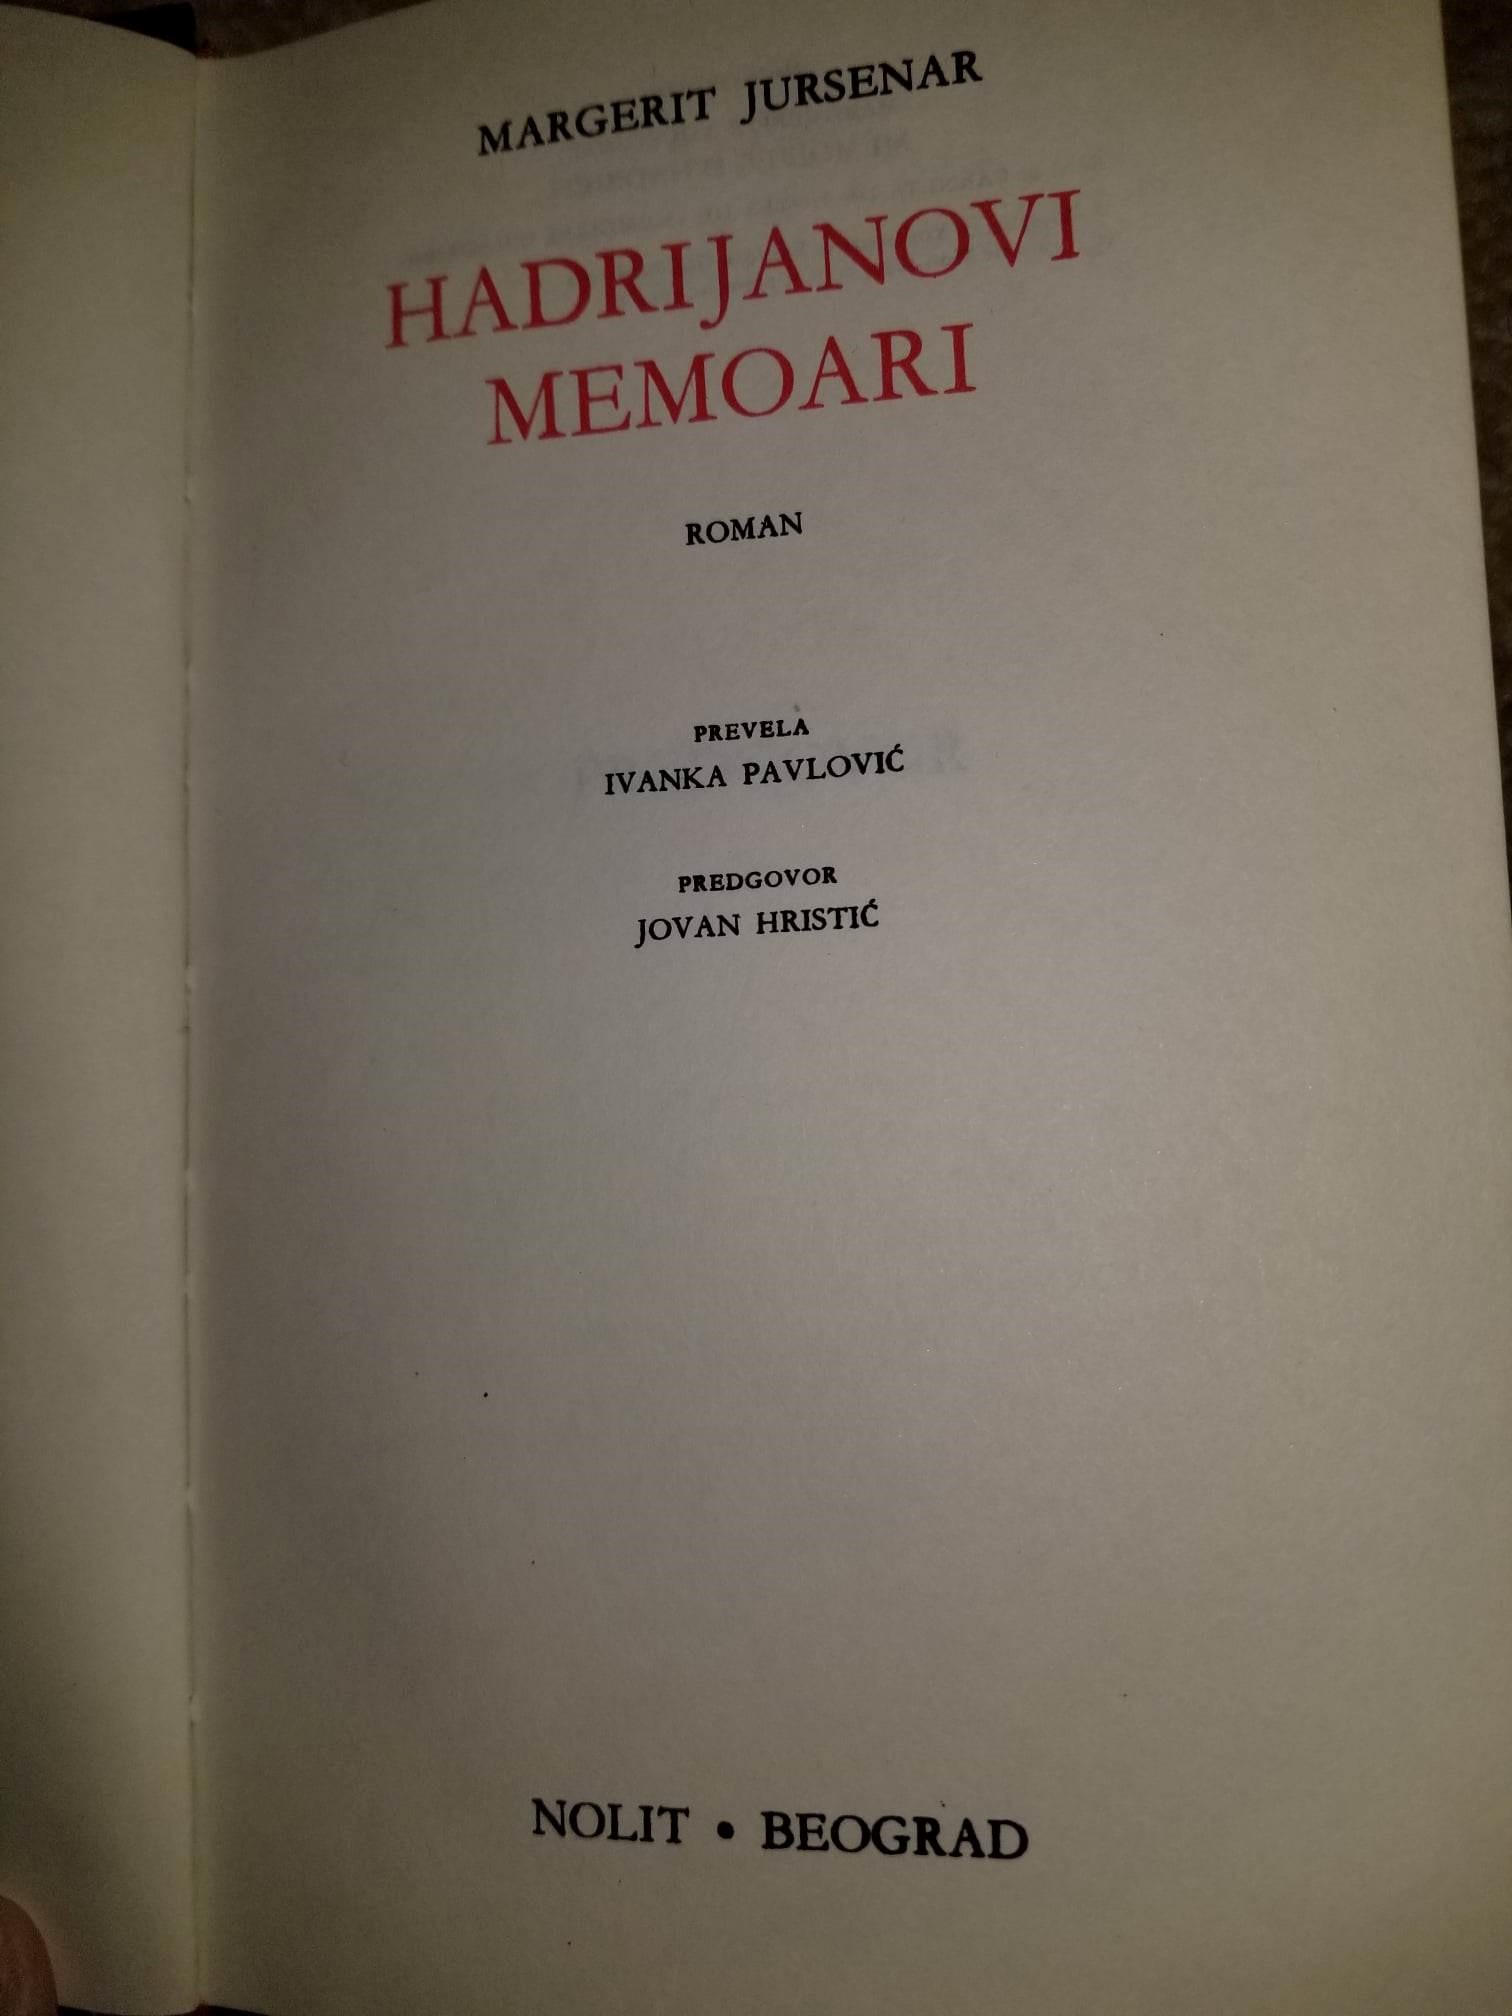 MARGERIT JURSENAR
HADRIJANOVI
MEMOARI
ROMAN
PREVELA
IVANKA PAVLOVIĆ
PREDGOVOR
JOVAN HRISTIĆ
NOLIT • BEOGRAD